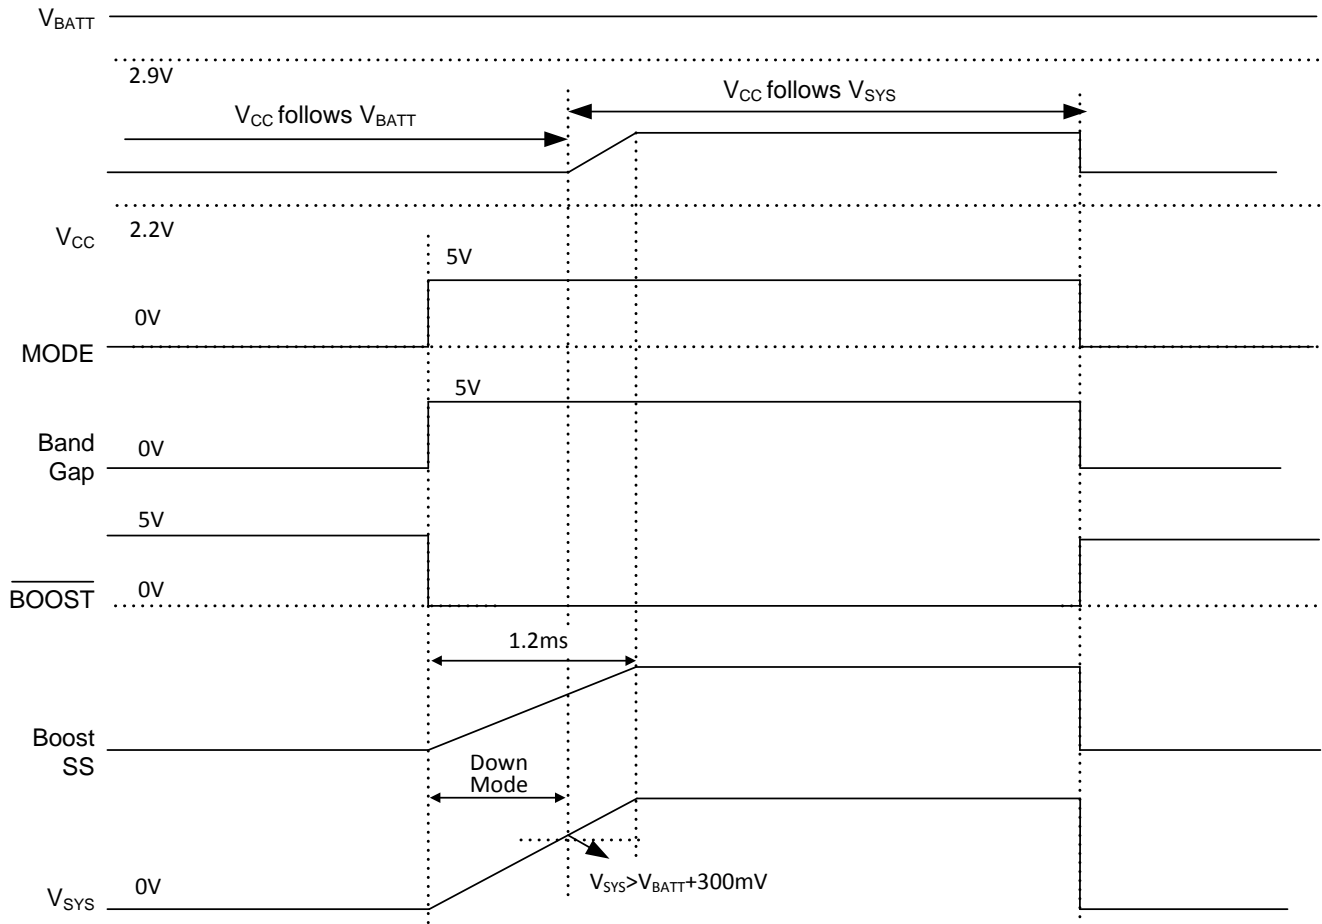 VBATT
2.9V
VCC follows VBATT
VCC follows VSYS
VCC
2.2V
5V
0V
MODE
5V
Band
Gap
0V
5V
0V
BOOST
1.2ms
Boost
SS
Down
Mode
VSYS>VBATT+300mV
0V
VSYS